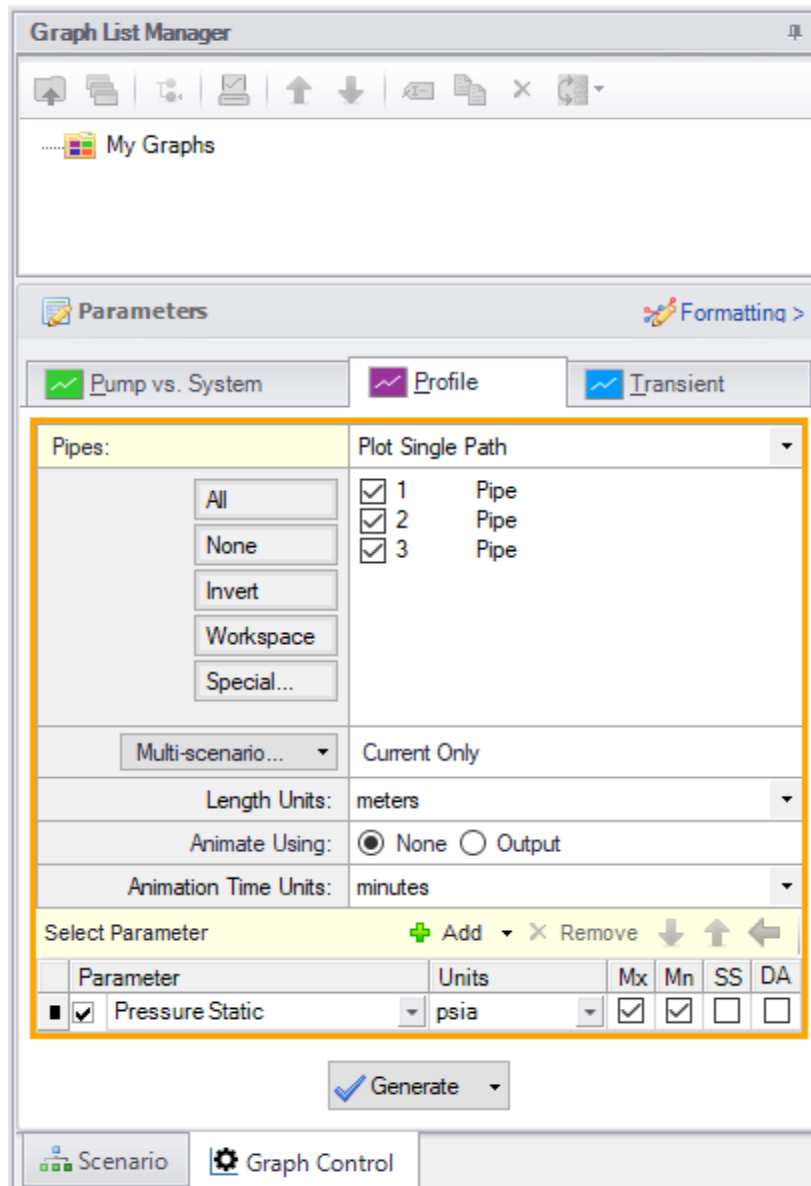 Graph List Manager
My Graphs
Parameters
Formatting >
Pump vs. System
Profile
Transient
Pipes:
Plot Single Path
All
None
Invert
Workspace
Special...
1 Pipe
2 Pipe
3 Pipe
Multi-scenario...
Current Only
Length Units:
meters
Animate Using:
None
Output
Animation Time Units:
minutes
Select Parameter
Add
Remove
Parameter
Units
Mx
Mn
SS
DA
Pressure Static
psia
Generate
Scenario
Graph Control